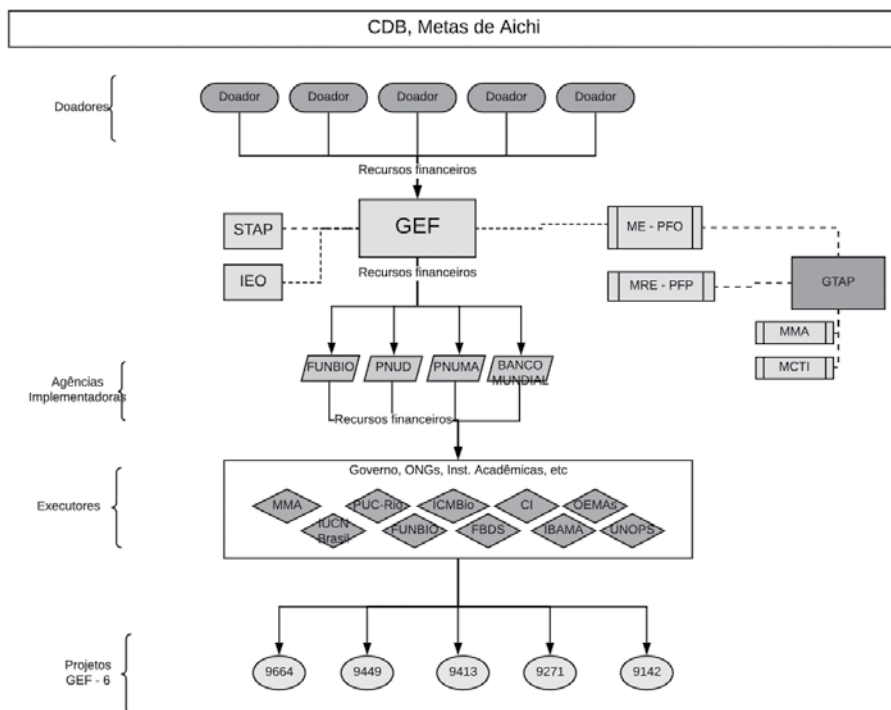 CDB, Metas de Aichi
Doadores
Doador
Doador
Doador
Doador
Doador
Recursos financeiros
STAP
GEF
ME - PFO
IEO
Recursos financeiros
MRE - PFP
GTAP
MMA
MCTI
Agências
Implementadoras
FUNBIO
PNUD
PNUMA
BANCO
MUNDIAL
Recursos financeiros
Executores
Governo, ONGs, Inst. Acadêmicas, etc
MMA
PUC-Rio
ICMBio
CI
OEMAs
IUCN
Brasil
FUNBIO
FBDS
IBAMA
UNOPS
Projetos
GEF - 6
9664
9449
9413
9271
9142